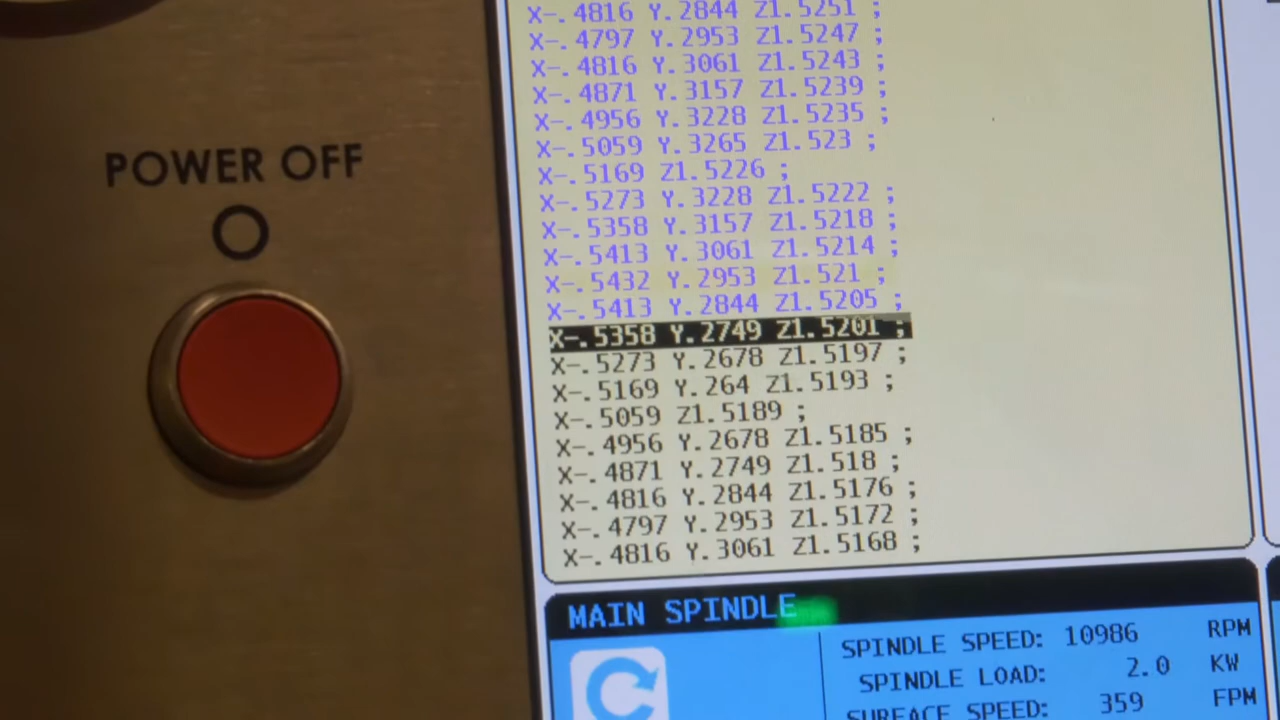 X-.4816 Y.2844 Z1.5251 ;
X-.4797 Y.2953 Z1.5247 ;
X-.4816 Y.3061 Z1.5243 ;
X-.4871 Y.3157 Z1.5239 ;
X-.4956 Y.3228 Z1.5235 ;
X-.5059 Y.3265 Z1.523 ;
X-.5169 Z1.5226 ;
X-.5273 Y.3228 Z1.5222 ;
X-.5358 Y.3157 Z1.5218 ;
X-.5413 Y.3061 Z1.5214 ;
X-.5432 Y.2953 Z1.521 ;
X-.5413 Y.2844 Z1.5205 ;
X-.5358 Y.2749 Z1.5201 ;
X-.5273 Y.2678 Z1.5197 ;
X-.5169 Y.264 Z1.5193 ;
X-.5059 Z1.5189 ;
X-.4956 Y.2678 Z1.5185 ;
X-.4871 Y.2749 Z1.518 ;
X-.4816 Y.2844 Z1.5176 ;
X-.4797 Y.2953 Z1.5172 ;
X-.4816 Y.3061 Z1.5168 ;
POWER OFF
MAIN SPINDLE
SPINDLE SPEED: 10986 RPM
SPINDLE LOAD: 2.0 KW
SURFACE SPEED: 359 FPM